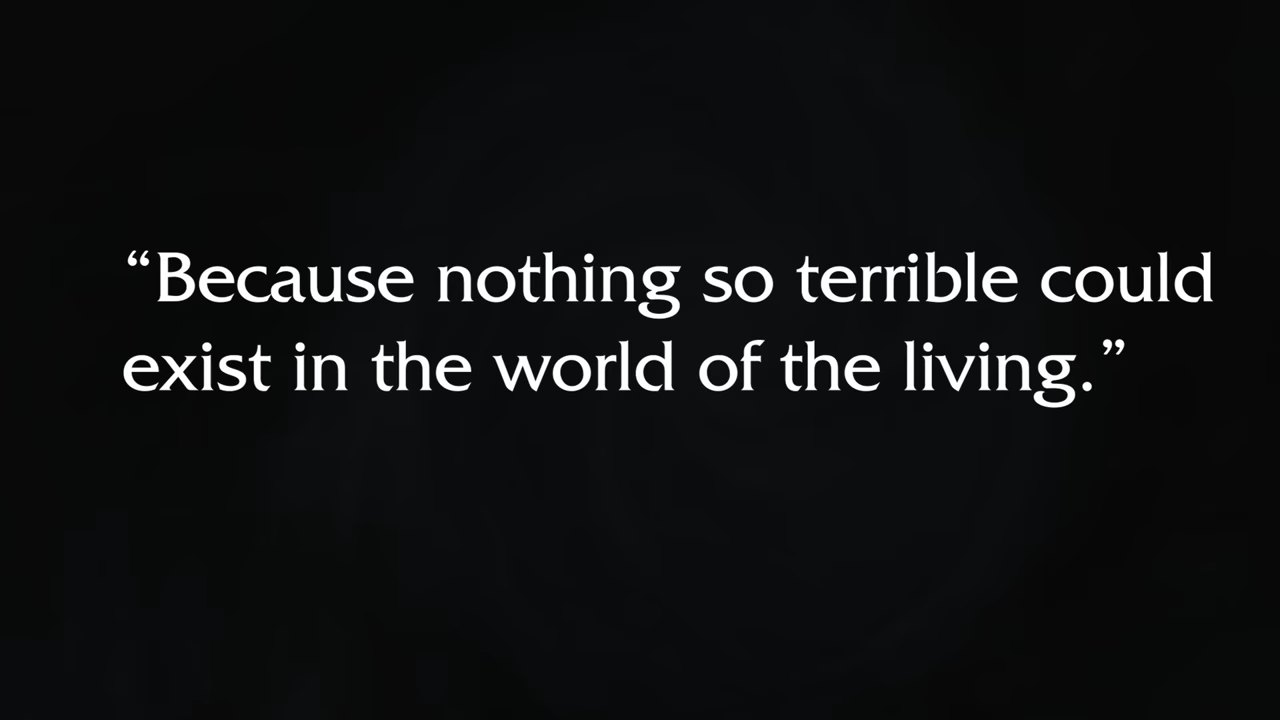 “Because nothing so terrible could
exist in the world of the living.”